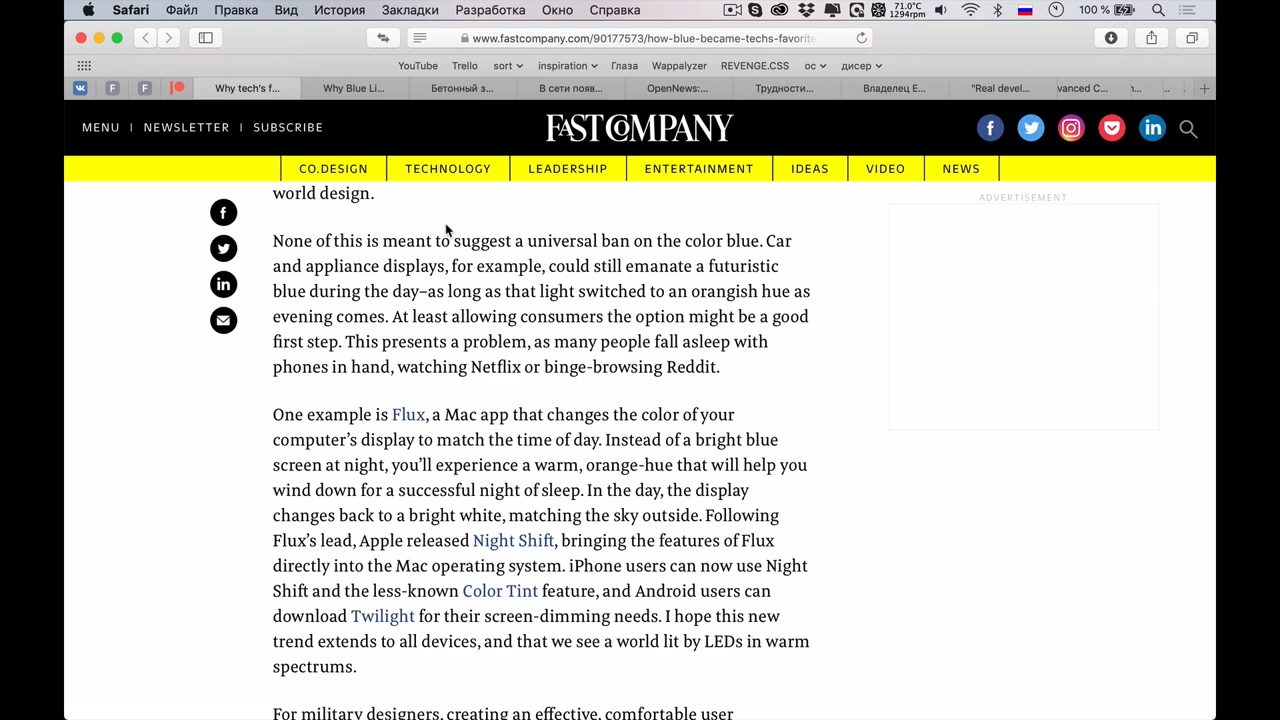 Safari Файл Правка Вид История Закладки Разработка Окно Справка 71.0°C 1294rpm 100 %
www.fastcompany.com/90177573/how-blue-became-techs-favorite
YouTube Trello sort inspiration Глаза Wappalyzer REVENGE.CSS ос дисер
Why tech's f... Why Blue Li... Бетонный з... В сети появ... OpenNews:... Трудности... Владелец E... "Real devel... vanced C...
MENU | NEWSLETTER | SUBSCRIBE FAST COMPANY
CO.DESIGN TECHNOLOGY LEADERSHIP ENTERTAINMENT IDEAS VIDEO NEWS
world design.
ADVERTISEMENT
None of this is meant to suggest a universal ban on the color blue. Car
and appliance displays, for example, could still emanate a futuristic
blue during the day–as long as that light switched to an orangish hue as
evening comes. At least allowing consumers the option might be a good
first step. This presents a problem, as many people fall asleep with
phones in hand, watching Netflix or binge-browsing Reddit.
One example is Flux, a Mac app that changes the color of your
computer's display to match the time of day. Instead of a bright blue
screen at night, you'll experience a warm, orange-hue that will help you
wind down for a successful night of sleep. In the day, the display
changes back to a bright white, matching the sky outside. Following
Flux's lead, Apple released Night Shift, bringing the features of Flux
directly into the Mac operating system. iPhone users can now use Night
Shift and the less-known Color Tint feature, and Android users can
download Twilight for their screen-dimming needs. I hope this new
trend extends to all devices, and that we see a world lit by LEDs in warm
spectrums.
For military designers, creating an effective, comfortable user